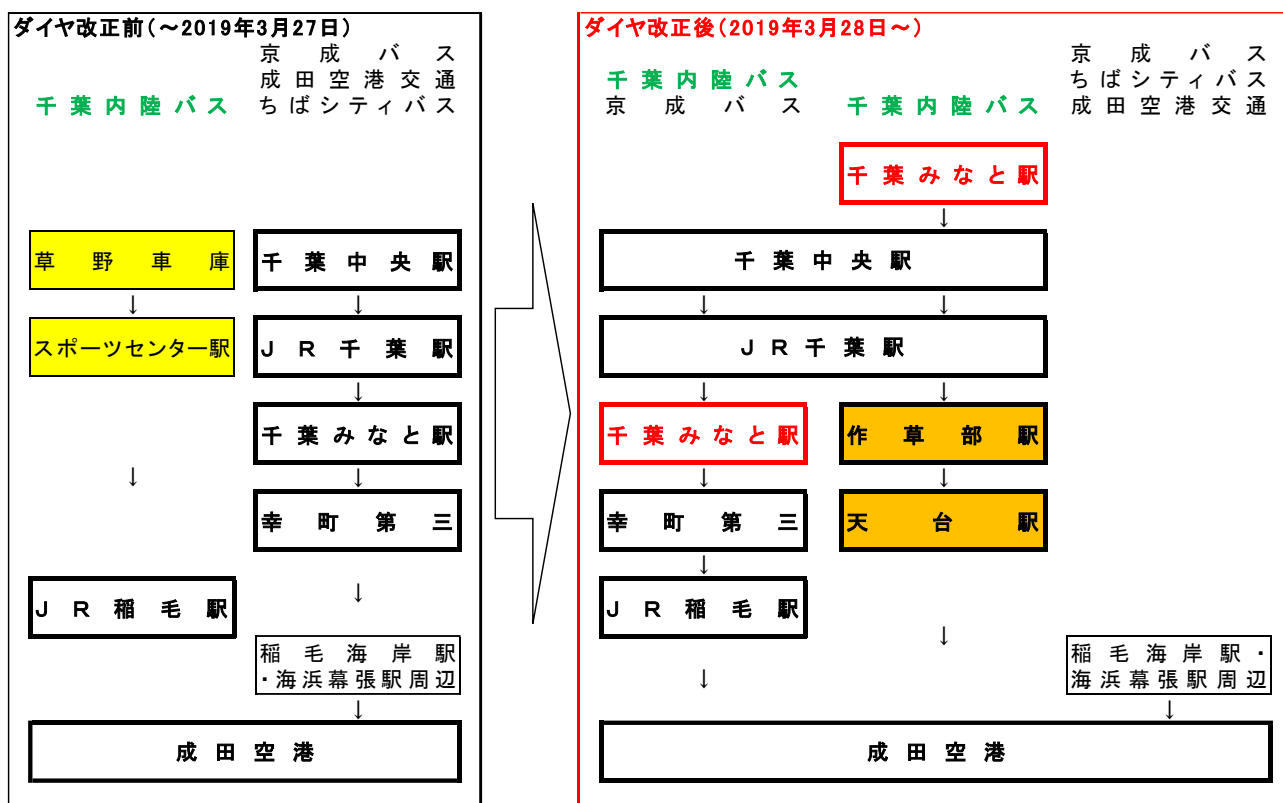 ダイヤ改正前(~2019年3月27日)
京成バス
成田空港交通
千葉内陸バス
ちばシティバス
草野車庫
千葉中央駅
↓
↓
スポーツセンター駅
JR千葉駅
↓
千葉みなと駅
↓
↓
幸町第三
↓
JR稲毛駅
稲毛海岸駅
・海浜幕張駅周辺
↓
成田空港
ダイヤ改正後(2019年3月28日~)
千葉内陸バス
京成バス
千葉内陸バス
京成バス
ちばシティバス
成田空港交通
千葉みなと駅
↓
千葉中央駅
↓
↓
JR千葉駅
↓
↓
千葉みなと駅
作草部駅
↓
↓
幸町第三
天台駅
↓
JR稲毛駅
↓
↓
稲毛海岸駅・
海浜幕張駅周辺
↓
成田空港